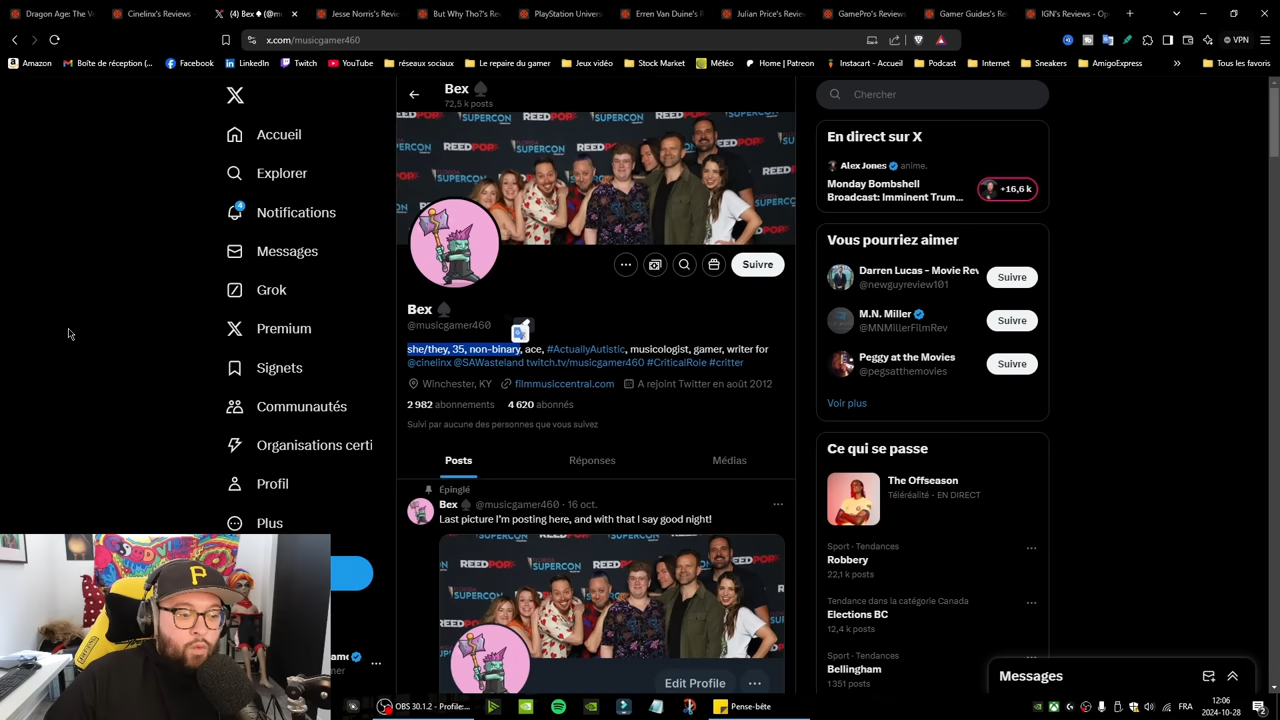 Dragon Age: The V
Cinelinx's Reviews
(4) Bex ♠ (@m
Jesse Norris's Revie
But Why Tho?'s Re
PlayStation Univers
Erren Van Duine's R
Julian Price's Review
GamePro's Reviews
Gamer Guides's Re
IGN's Reviews - Op
x.com/musicgamer460
VPN
Amazon
Boîte de réception (...
Facebook
LinkedIn
Twitch
YouTube
réseaux sociaux
Le repaire du gamer
Jeux vidéo
Stock Market
Météo
Home | Patreon
Instacart - Accueil
Podcast
Internet
Sneakers
AmigoExpress
Tous les favoris
Accueil
Explorer
4
Notifications
Messages
Grok
Premium
Signets
Communautés
Organisations certi
Profil
Plus
Bex ♠
72,5 k posts
REEDPOP
SUPERCON
Suivre
Bex ♠
@musicgamer460
she/they, 35, non-binary, ace, #ActuallyAutistic, musicologist, gamer, writer for
@cinelinx @SAWasteland twitch.tv/musicgamer460 #CriticalRole #critter
Winchester, KY filmmusiccentral.com A rejoint Twitter en août 2012
2 982 abonnements 4 620 abonnés
Suivi par aucune des personnes que vous suivez
Posts
Réponses
Médias
Épinglé
Bex ♠ @musicgamer460 · 16 oct.
Last picture I'm posting here, and with that I say good night!
REEDPOP
SUPERCON
Edit Profile
Chercher
En direct sur X
Alex Jones anime.
Monday Bombshell
Broadcast: Imminent Trum...
+16,6 k
Vous pourriez aimer
Darren Lucas - Movie Rev
@newguyreview101
Suivre
M.N. Miller
@MNMillerFilmRev
Suivre
Peggy at the Movies
@pegsatthemovies
Suivre
Voir plus
Ce qui se passe
The Offseason
Téléréalité · EN DIRECT
Sport · Tendances
Robbery
22,1 k posts
Tendance dans la catégorie Canada
Elections BC
12,4 k posts
Sport · Tendances
Bellingham
1 351 posts
Messages
P
OBS 30.1.2 - Profile:...
Pense-bête
12:06
2024-10-28